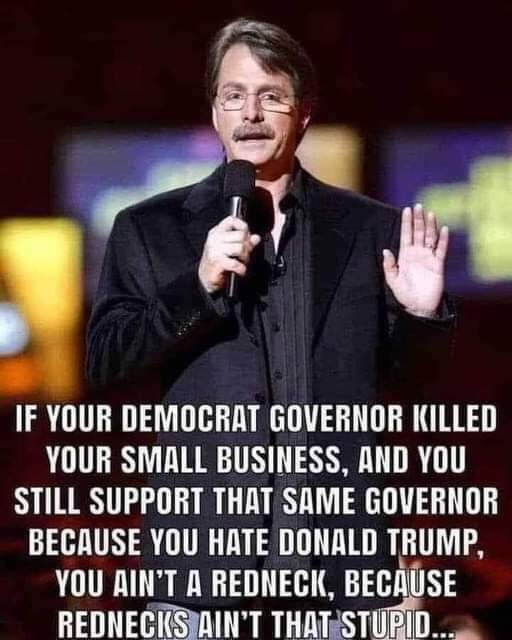 IF YOUR DEMOCRAT GOVERNOR KILLED
YOUR SMALL BUSINESS, AND YOU
STILL SUPPORT THAT SAME GOVERNOR
BECAUSE YOU HATE DONALD TRUMP,
YOU AIN'T A REDNECK, BECAUSE
REDNECKS AIN'T THAT STUPID...